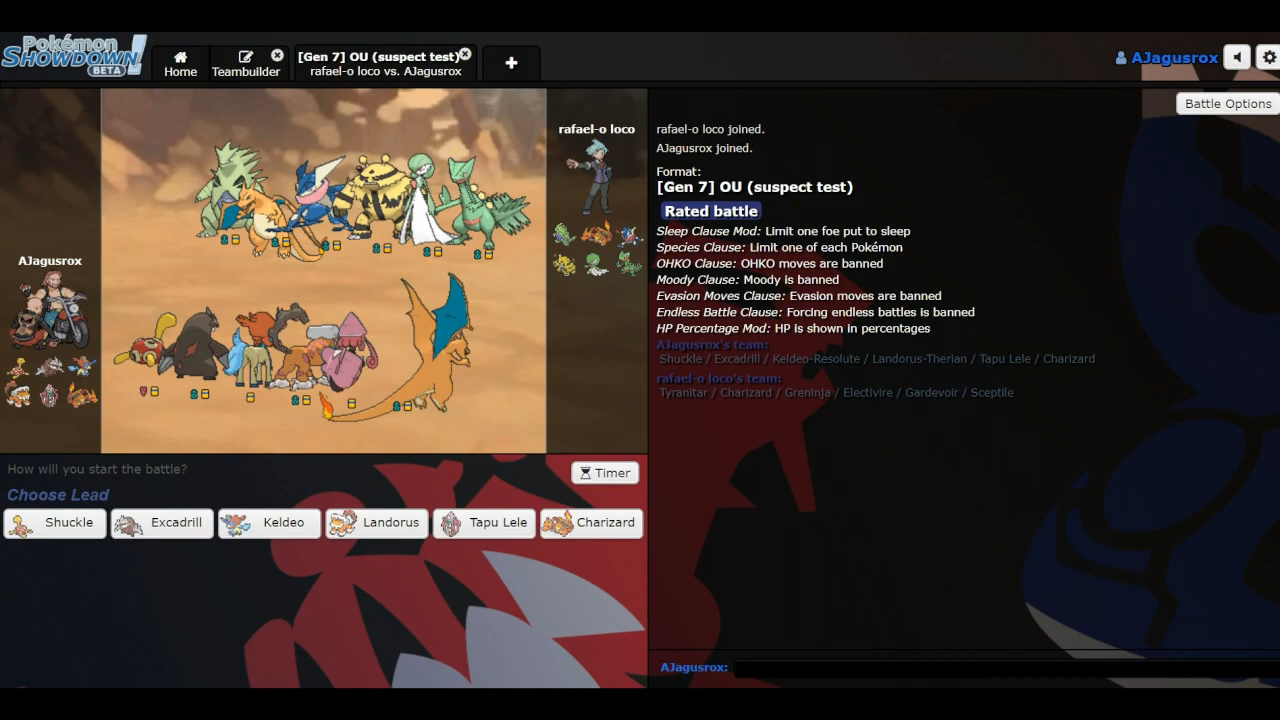 Pokémon
SHOWDOWN!
BETA
Home
Teambuilder
[Gen 7] OU (suspect test)
rafael-o loco vs. AJagusrox
+
AJagusrox
Battle Options
AJagusrox
rafael-o loco
rafael-o loco joined.
AJagusrox joined.
Format:
[Gen 7] OU (suspect test)
Rated battle
Sleep Clause Mod: Limit one foe put to sleep
Species Clause: Limit one of each Pokémon
OHKO Clause: OHKO moves are banned
Moody Clause: Moody is banned
Evasion Moves Clause: Evasion moves are banned
Endless Battle Clause: Forcing endless battles is banned
HP Percentage Mod: HP is shown in percentages
AJagusrox's team:
Shuckle / Excadrill / Keldeo-Resolute / Landorus-Therian / Tapu Lele / Charizard
rafael-o loco's team:
Tyranitar / Charizard / Greninja / Electivire / Gardevoir / Sceptile
How will you start the battle?
Timer
Choose Lead
Shuckle
Excadrill
Keldeo
Landorus
Tapu Lele
Charizard
AJagusrox: